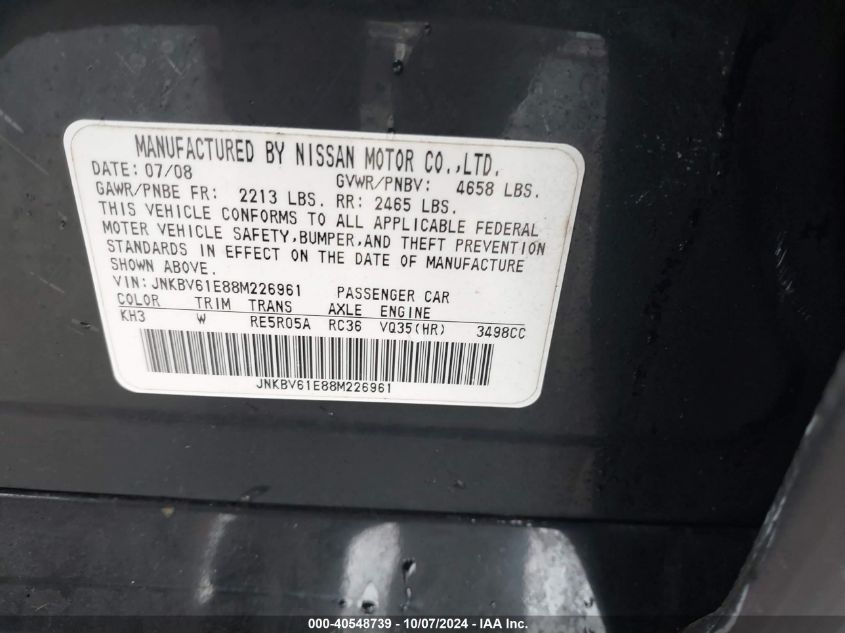 MANUFACTURED BY NISSAN MOTOR CO.,LTD.
DATE: 07/08 GVWR/PNBV: 4658 LBS.
GAWR/PNBE FR: 2213 LBS. RR: 2465 LBS.
THIS VEHICLE CONFORMS TO ALL APPLICABLE FEDERAL
MOTER VEHICLE SAFETY,BUMPER,AND THEFT PREVENTION
STANDARDS IN EFFECT ON THE DATE OF MANUFACTURE
SHOWN ABOVE.
VIN: JNKBV61E88M226961 PASSENGER CAR
COLOR TRIM TRANS AXLE ENGINE
KH3 W RE5R05A RC36 VQ35(HR) 3498CC
JNKBV61E88M226961
000-40548739 - 10/07/2024 - IAA Inc.